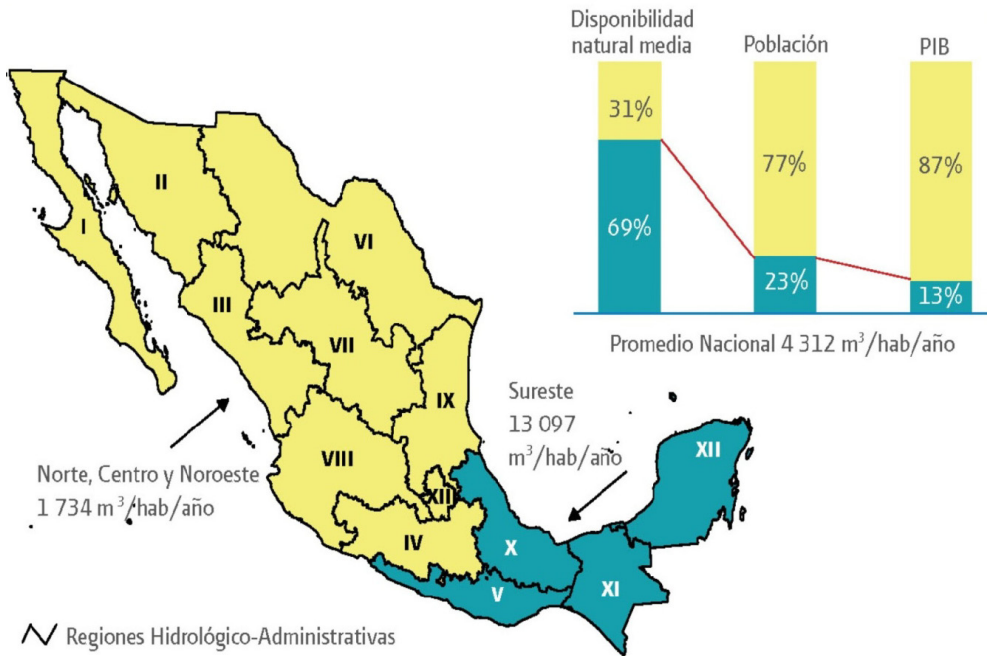 Disponibilidad
natural media
Población
PIB
31%
77%
87%
69%
23%
13%
Promedio Nacional 4 312 m³/hab/año
I
II
III
VI
VII
IX
VIII
XIII
IV
X
V
XI
XII
Sureste
13 097
m³/hab/año
Norte, Centro y Noroeste
1 734 m³/hab/año
Regiones Hidrológico-Administrativas